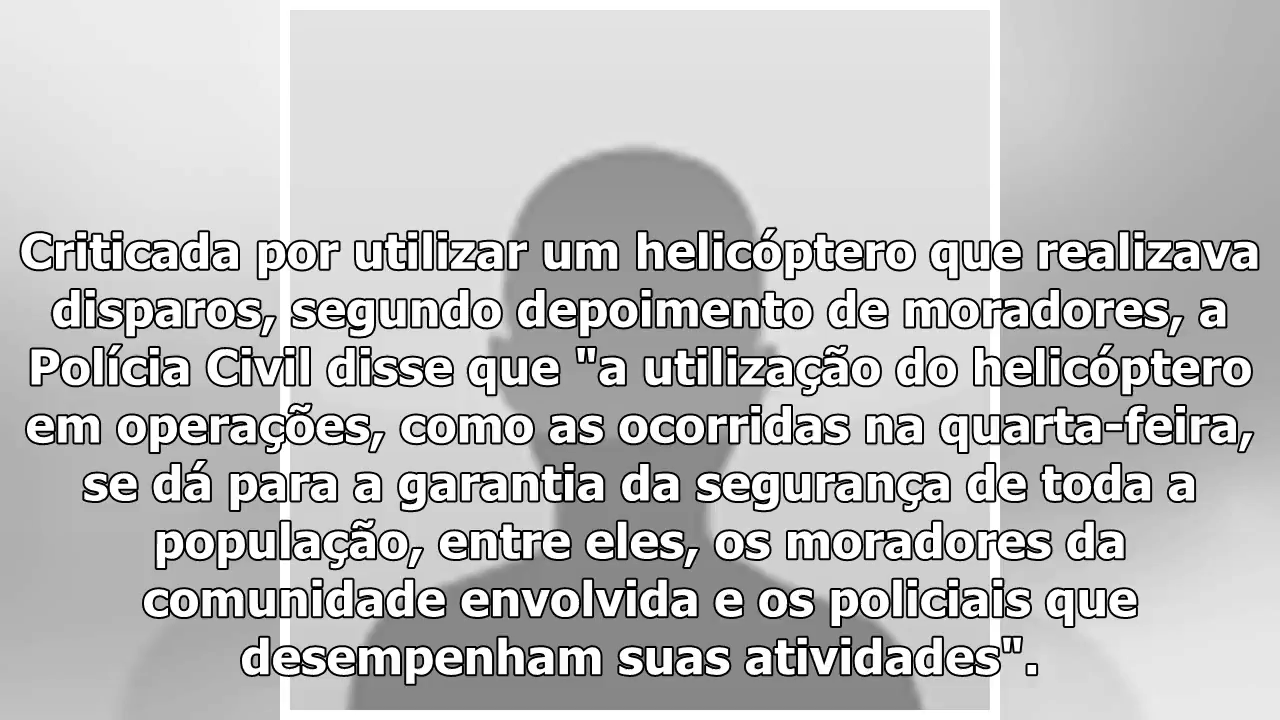 Criticada por utilizar um helicóptero que realizava
disparos, segundo depoimento de moradores, a
Polícia Civil disse que "a utilização do helicóptero
em operações, como as ocorridas na quarta-feira,
se dá para a garantia da segurança de toda a
população, entre eles, os moradores da
comunidade envolvida e os policiais que
desempenham suas atividades".